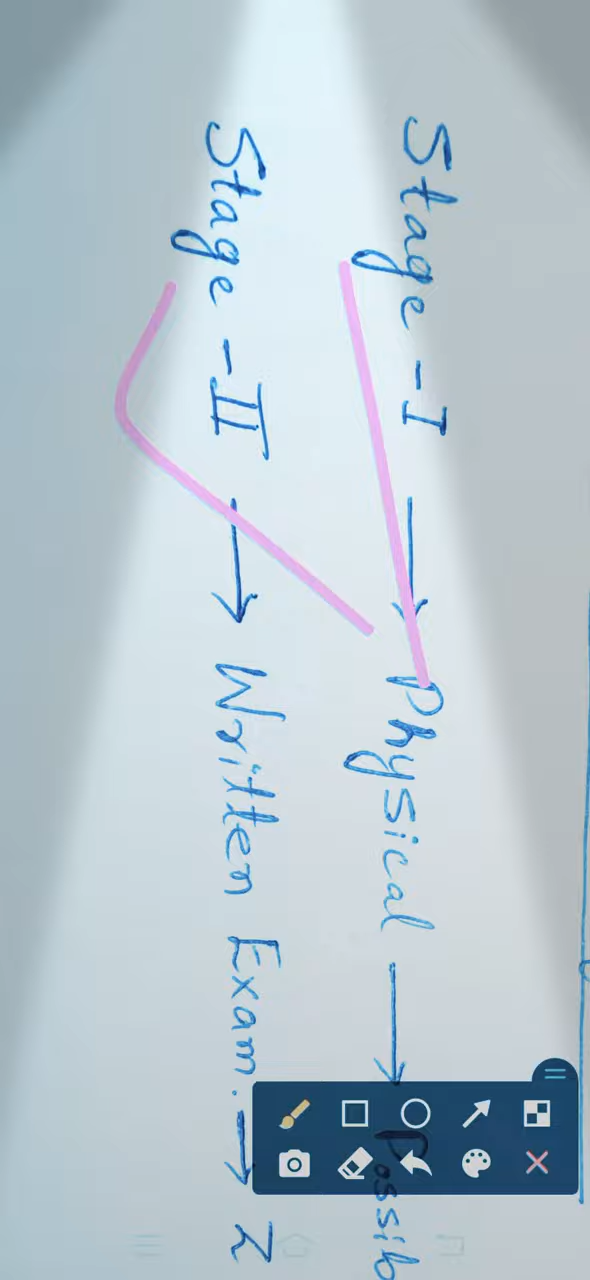 Stage - I → Physical →
Stage - II → Written Exam. →